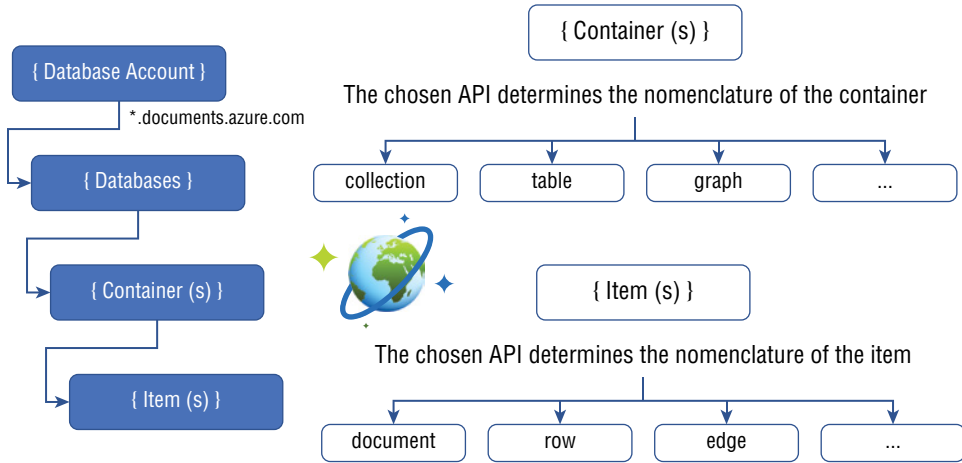 { Database Account }
*.documents.azure.com
{ Databases }
{ Container (s) }
{ Item (s) }
{ Container (s) }
The chosen API determines the nomenclature of the container
collection
table
graph
...
{ Item (s) }
The chosen API determines the nomenclature of the item
document
row
edge
...